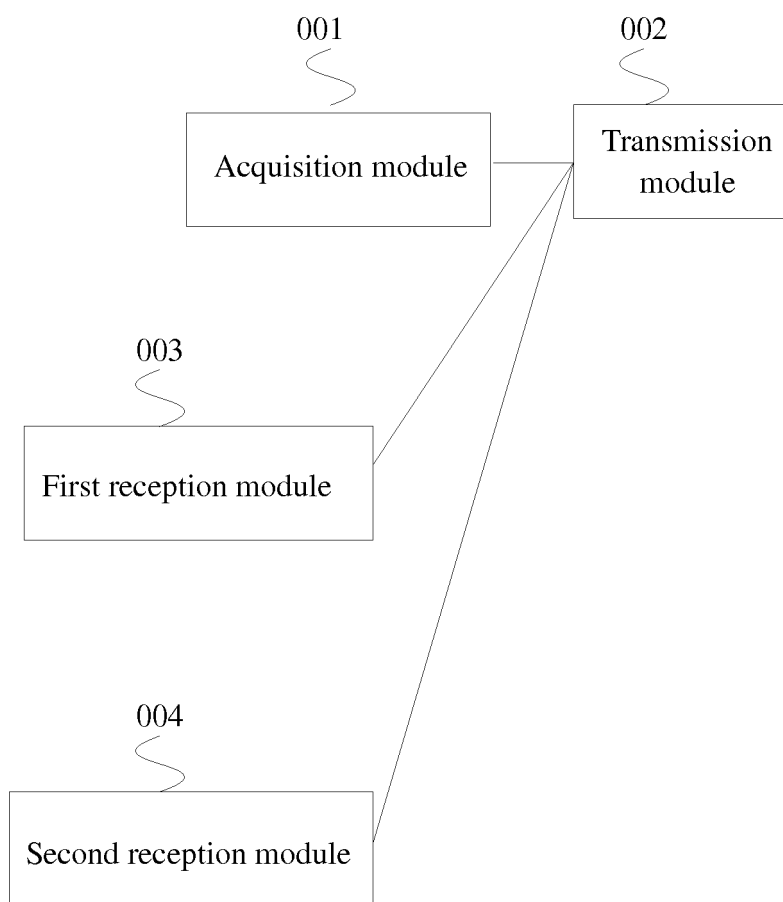 001
002
Acquisition module
Transmission
module
003
First reception module
004
Second reception module